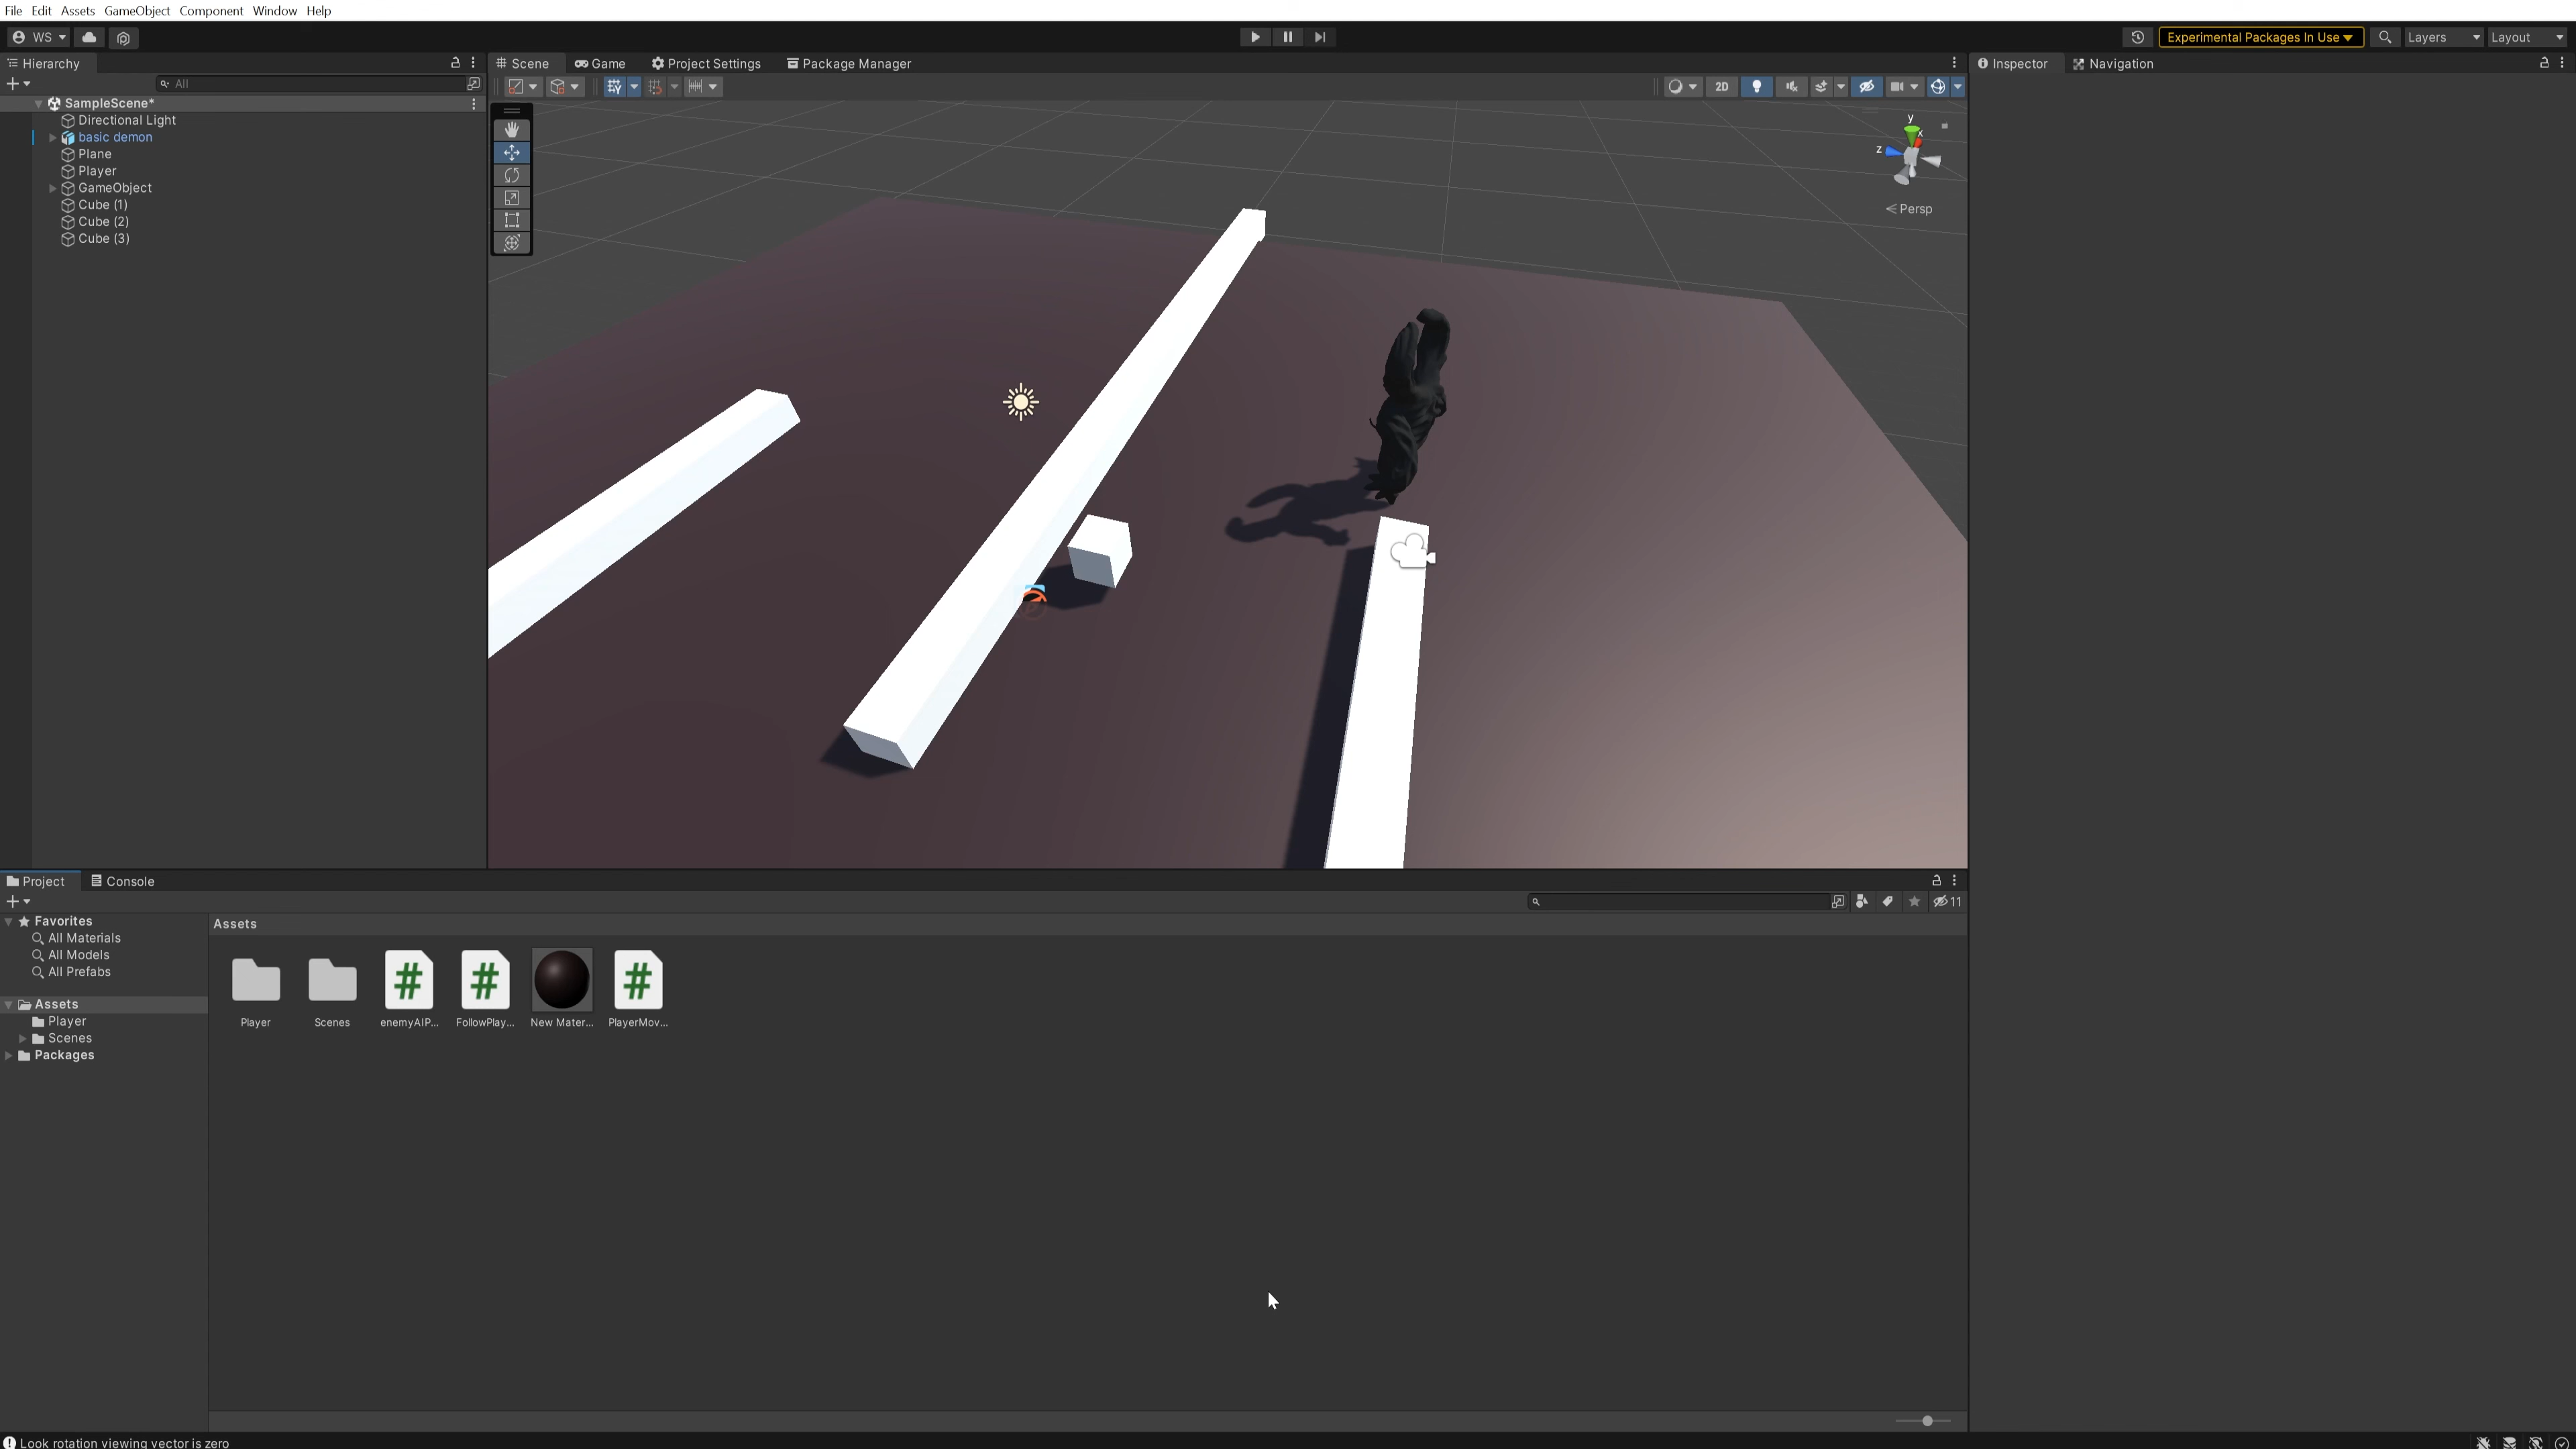 File Edit Assets GameObject Component Window Help
WS
Experimental Packages In Use
Layers
Layout
Hierarchy
All
SampleScene*
Directional Light
basic demon
Plane
Player
GameObject
Cube (1)
Cube (2)
Cube (3)
Scene
Game
Project Settings
Package Manager
2D
y
x
z
Persp
Inspector
Navigation
Project
Console
11
Favorites
All Materials
All Models
All Prefabs
Assets
Player
Scenes
Packages
Assets
Player
Scenes
enemyAIP...
FollowPlay...
New Mater...
PlayerMov...
Look rotation viewing vector is zero